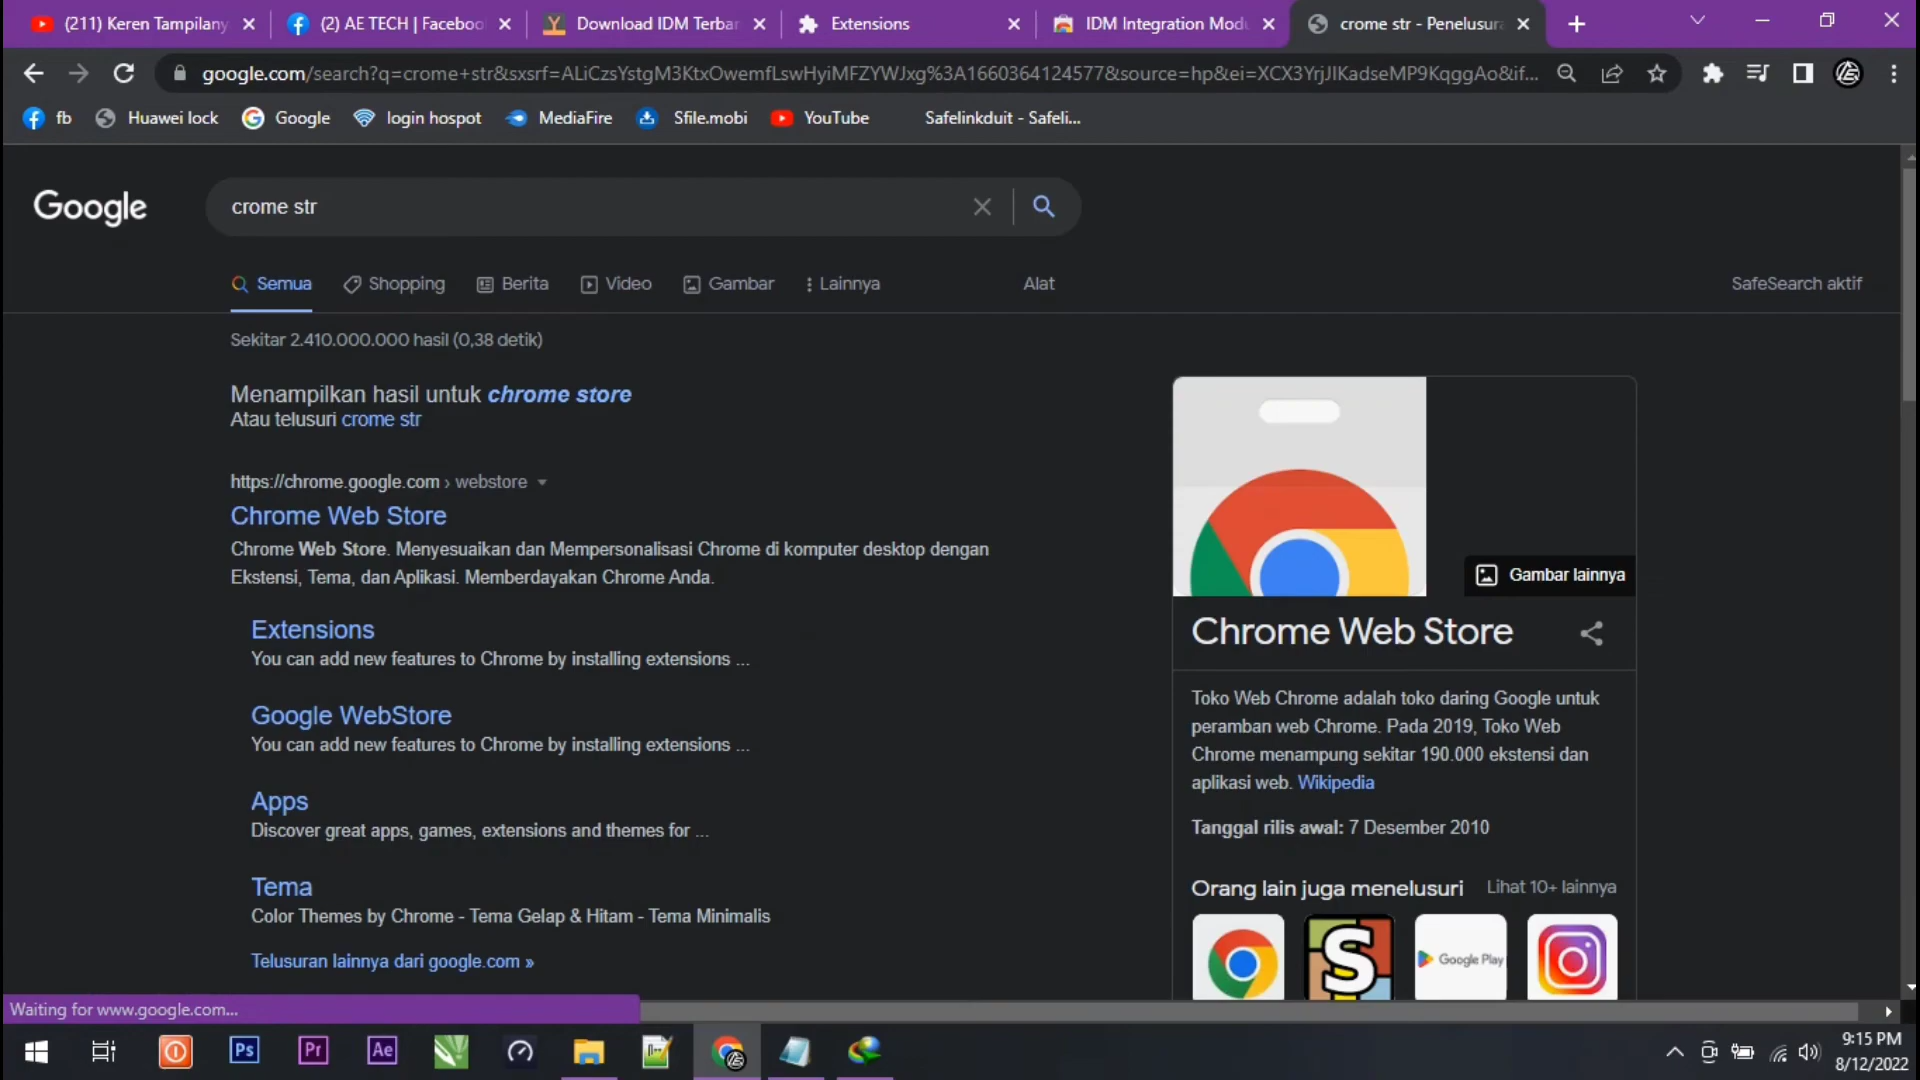 (211) Keren Tampilany
(2) AE TECH | Faceboo
Download IDM Terbar
Extensions
IDM Integration Modu
crome str - Penelusura
google.com/search?q=crome+str&sxsrf=ALiCzsYstgM3KtxOwemfLswHyiMFZYWJxg%3A1660364124577&source=hp&ei=XCX3YrjJIKadseMP9KqggAo&if...
fb
Huawei lock
Google
login hospot
MediaFire
Sfile.mobi
YouTube
Safelinkduit - Safeli...
Google
crome str
Semua
Shopping
Berita
Video
Gambar
Lainnya
Alat
SafeSearch aktif
Sekitar 2.410.000.000 hasil (0,38 detik)
Menampilkan hasil untuk chrome store
Atau telusuri crome str
https://chrome.google.com › webstore
Chrome Web Store
Chrome Web Store. Menyesuaikan dan Mempersonalisasi Chrome di komputer desktop dengan
Ekstensi, Tema, dan Aplikasi. Memberdayakan Chrome Anda.
Extensions
You can add new features to Chrome by installing extensions ...
Google WebStore
You can add new features to Chrome by installing extensions ...
Apps
Discover great apps, games, extensions and themes for ...
Tema
Color Themes by Chrome - Tema Gelap & Hitam - Tema Minimalis
Telusuran lainnya dari google.com »
Gambar lainnya
Chrome Web Store
Toko Web Chrome adalah toko daring Google untuk
peramban web Chrome. Pada 2019, Toko Web
Chrome menampung sekitar 190.000 ekstensi dan
aplikasi web. Wikipedia
Tanggal rilis awal: 7 Desember 2010
Orang lain juga menelusuri
Lihat 10+ lainnya
S
Google Play
Waiting for www.google.com...
Ps
Pr
Ae
9:15 PM
8/12/2022